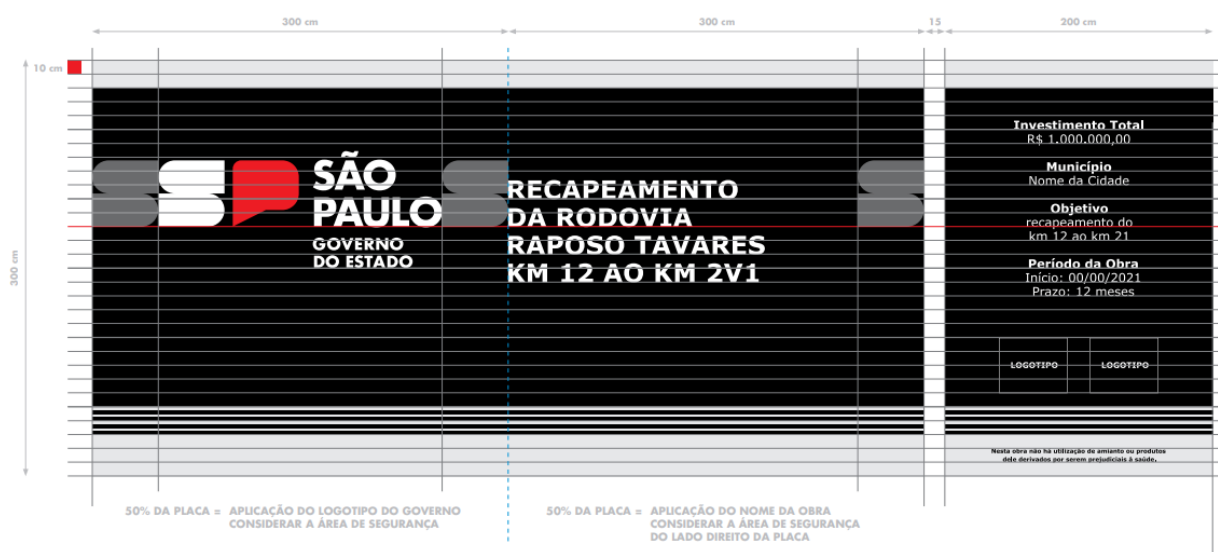 300 cm
300 cm
15
200 cm
10 cm
300 cm
SP
SÃO
PAULO
GOVERNO
DO ESTADO
RECAPEAMENTO
DA RODOVIA
RAPOSO TAVARES
KM 12 AO KM 2V1
Investimento Total
R$ 1.000.000,00
Município
Nome da Cidade
Objetivo
recapeamento do
km 12 ao km 21
Período da Obra
Início: 00/00/2021
Prazo: 12 meses
LOGOTIPO
LOGOTIPO
Nesta obra não há utilização de amianto ou produtos
dele derivados por serem prejudiciais à saúde.
50% DA PLACA = APLICAÇÃO DO LOGOTIPO DO GOVERNO
CONSIDERAR A ÁREA DE SEGURANÇA
50% DA PLACA = APLICAÇÃO DO NOME DA OBRA
CONSIDERAR A ÁREA DE SEGURANÇA
DO LADO DIREITO DA PLACA